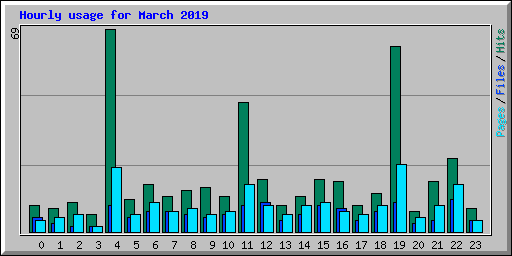 Hourly usage for March 2019
69
Pages/Files/Hits
0 1 2 3 4 5 6 7 8 9 10 11 12 13 14 15 16 17 18 19 20 21 22 23